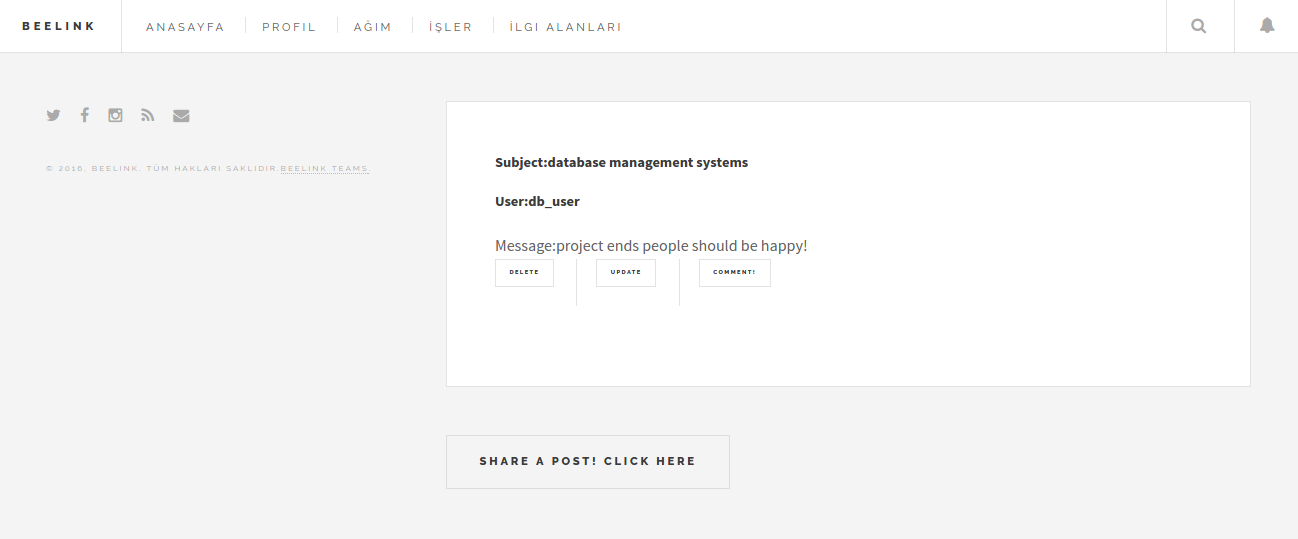 BEELINK ANASAYFA PROFIL AĞIM İŞLER İLGI ALANLARI
© 2016, BEELINK. TÜM HAKLARI SAKLIDIR BEELINK TEAMS.
Subject:database management systems
User:db_user
Message:project ends people should be happy!
DELETE UPDATE COMMENT!
SHARE A POST! CLICK HERE